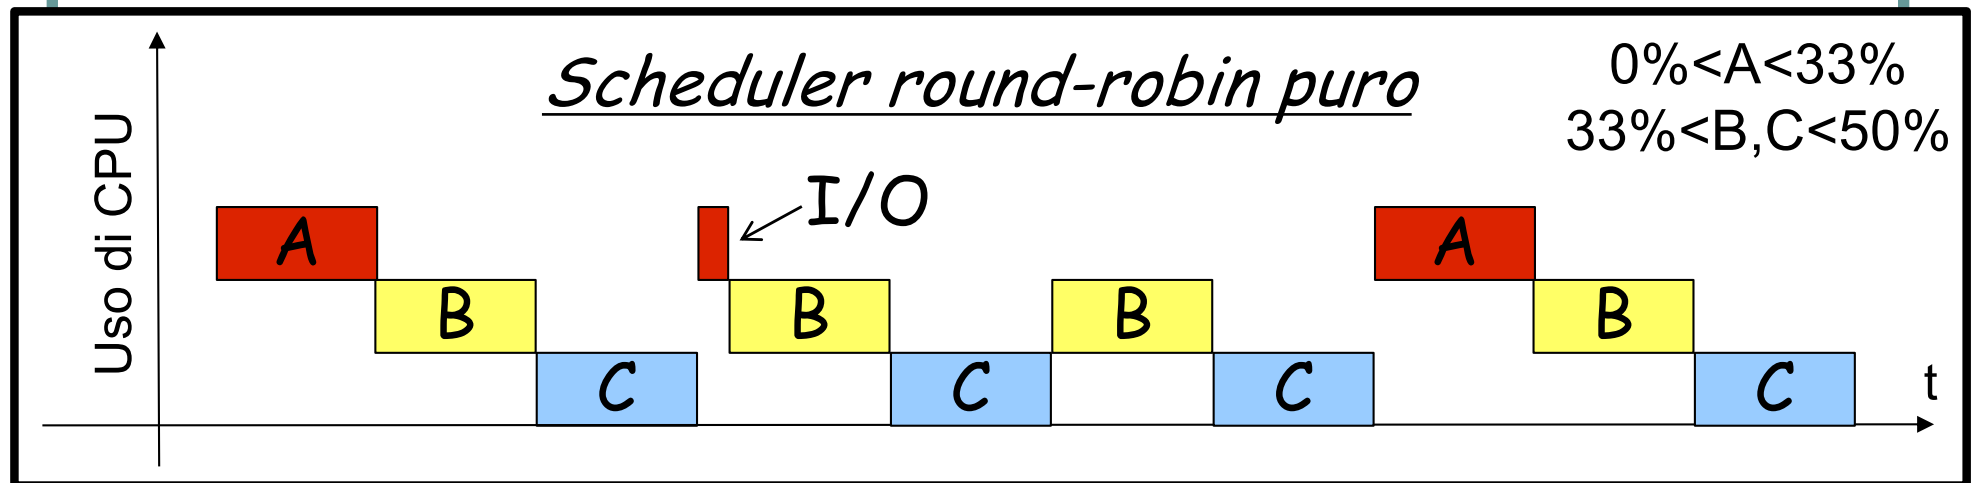 Scheduler round-robin puro
0%<A<33%
33%<B,C<50%
Uso di CPU
I/O
A
A
B
B
B
B
C
C
C
C
t